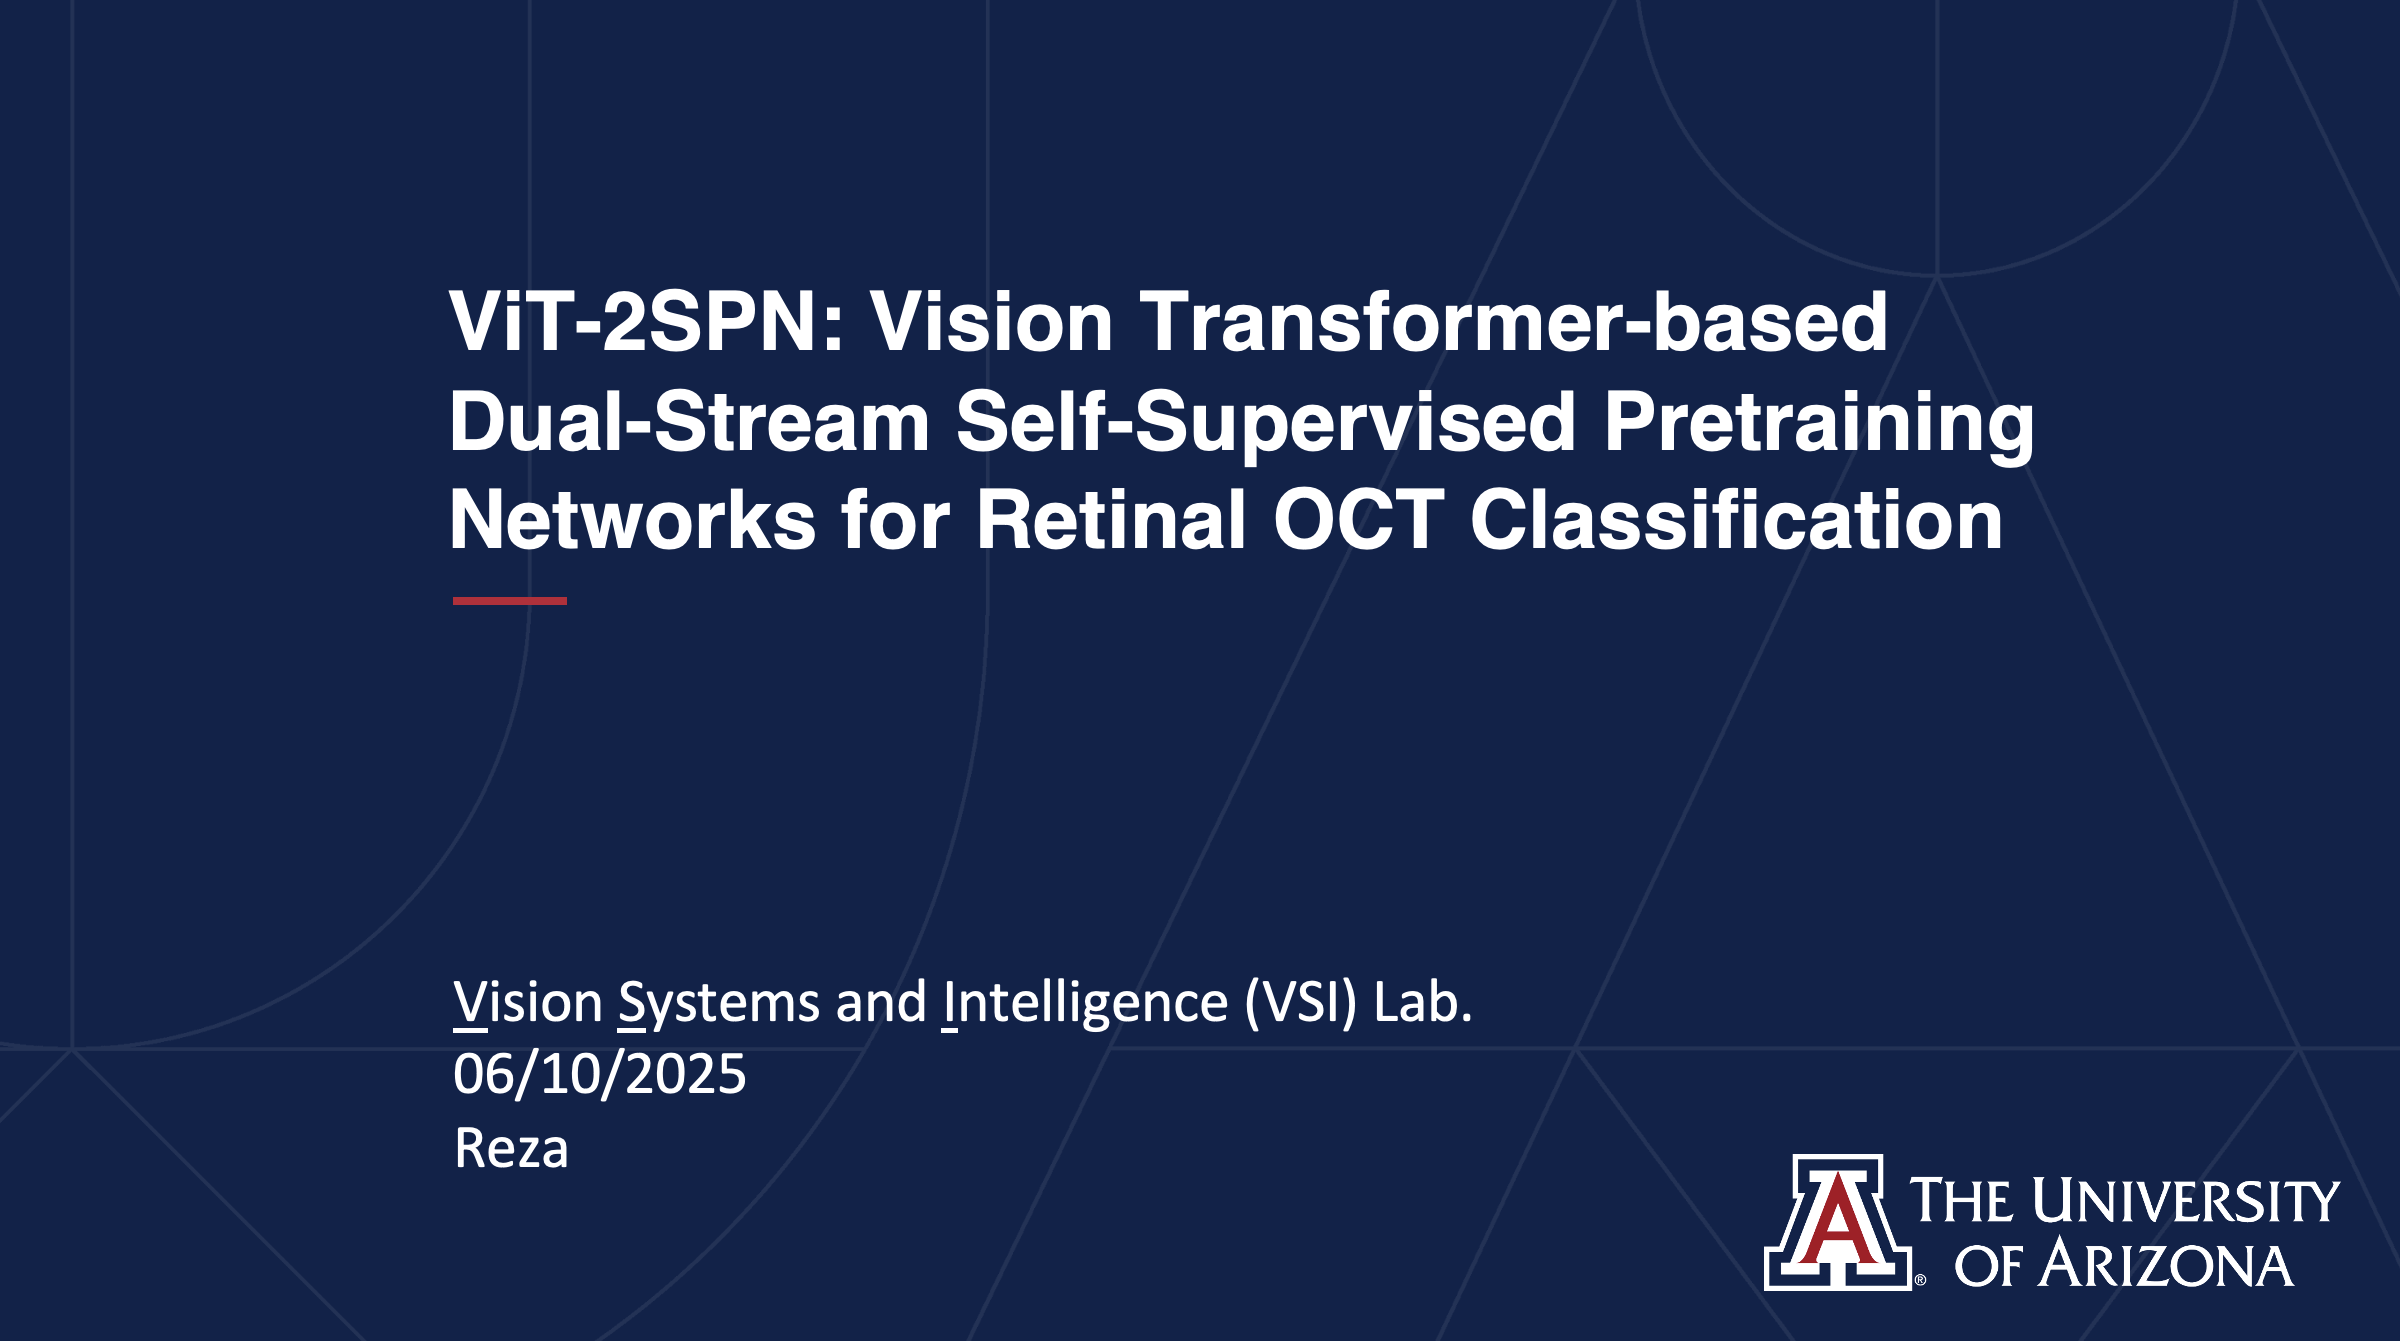 ViT-2SPN: Vision Transformer-based
Dual-Stream Self-Supervised Pretraining
Networks for Retinal OCT Classification
Vision Systems and Intelligence (VSI) Lab.
06/10/2025
Reza
A
® THE UNIVERSITY
OF ARIZONA